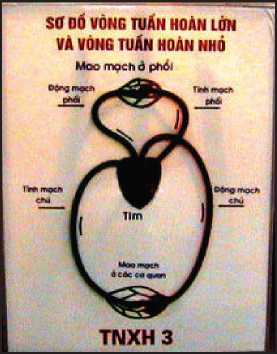 SƠ ĐỒ VÒNG TUẦN HOÀN LỚN
VÀ VÒNG TUẦN HOÀN NHỎ
Mao mạch ở phổi
Động mạch
phổi
Tĩnh mạch
phổi
Tĩnh mạch
chủ
Động mạch
chủ
Tim
Mao mạch
ở các cơ quan
TNXH 3